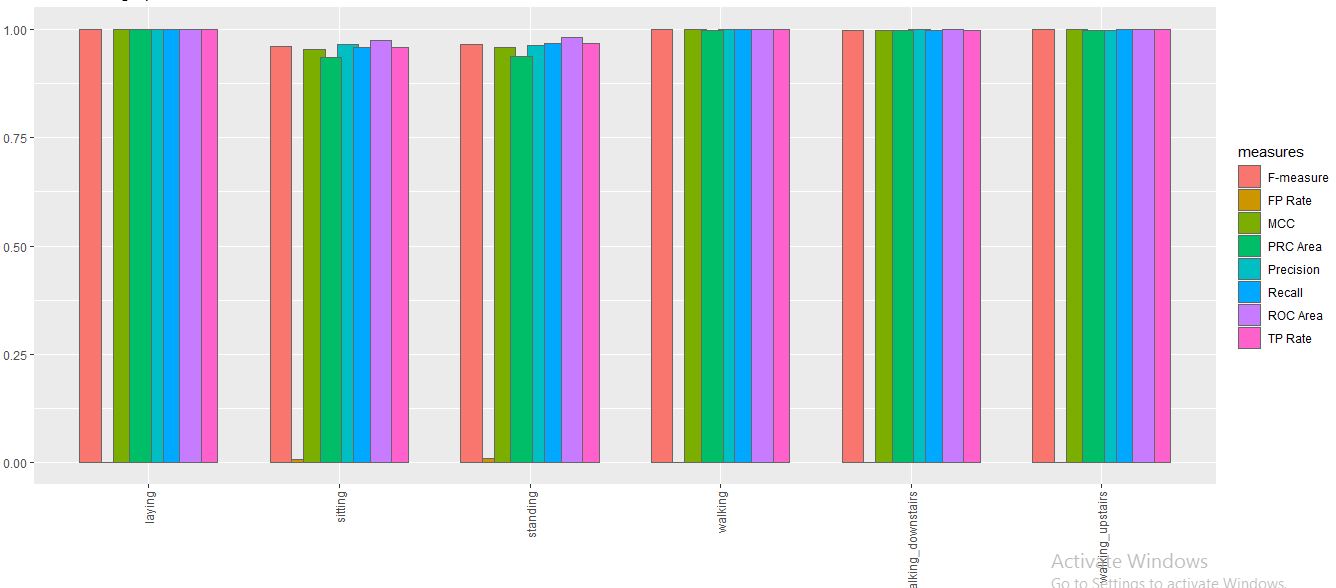 1.00
0.75
0.50
0.25
0.00
laying
sitting
standing
walking
alking_downstairs
walking_upstairs
measures
F-measure
FP Rate
MCC
PRC Area
Precision
Recall
ROC Area
TP Rate
Activate Windows
Go to Settings to activate Windows.